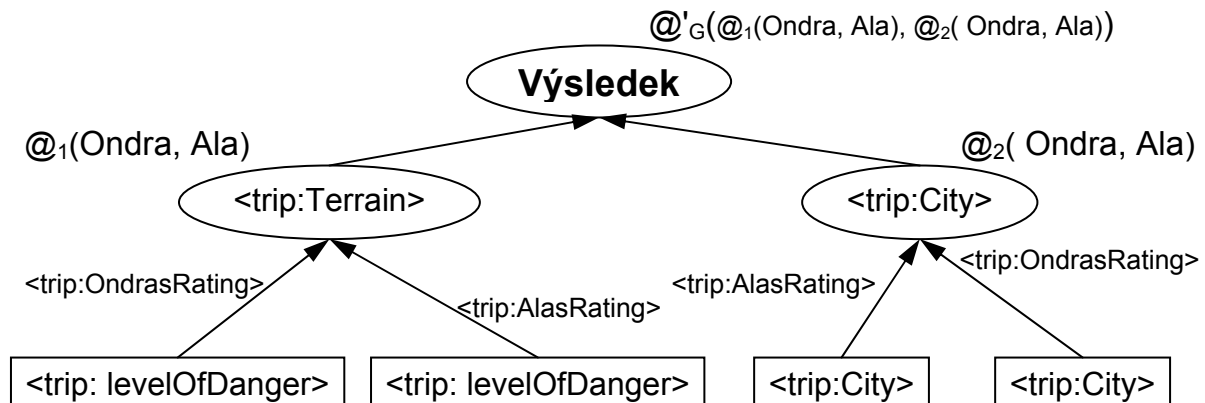 @'G(@1(Ondra, Ala), @2( Ondra, Ala))
Výsledek
@1(Ondra, Ala)
@2( Ondra, Ala)
<trip:Terrain>
<trip:City>
<trip:OndrasRating>
<trip:AlasRating>
<trip:AlasRating>
<trip:OndrasRating>
<trip: levelOfDanger>
<trip: levelOfDanger>
<trip:City>
<trip:City>